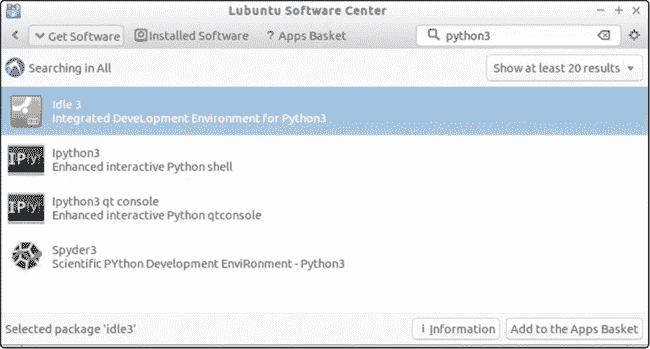 Lubuntu Software Center
Get Software
Installed Software
? Apps Basket
python3
Searching in All
Show at least 20 results
Idle 3
Integrated DeveLopment Environment for Python3
Ipython3
Enhanced interactive Python shell
Ipython3 qt console
Enhanced interactive Python qtconsole
Spyder3
Scientific PYthon Development EnviRonment - Python3
Selected package 'idle3'
i Information
Add to the Apps Basket